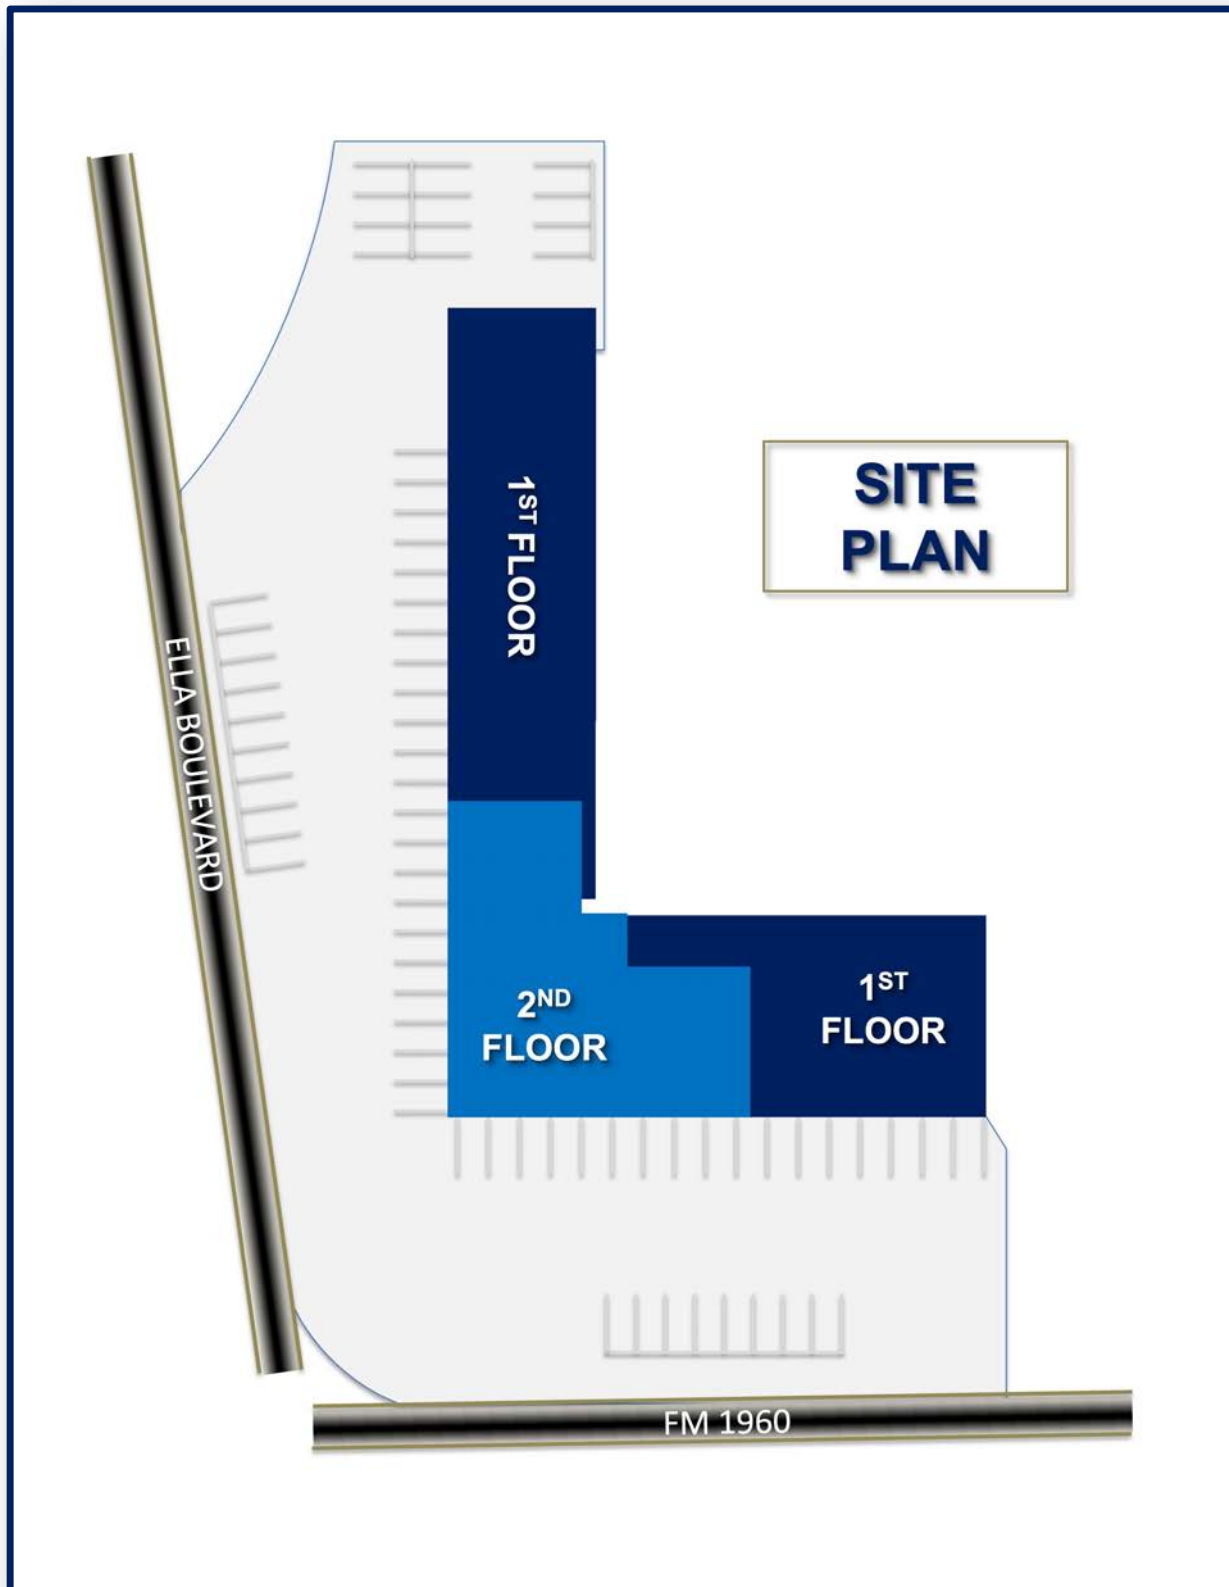 1ST FLOOR
SITE
PLAN
ELLA BOULEVARD
2ND
FLOOR
1ST
FLOOR
FM 1960